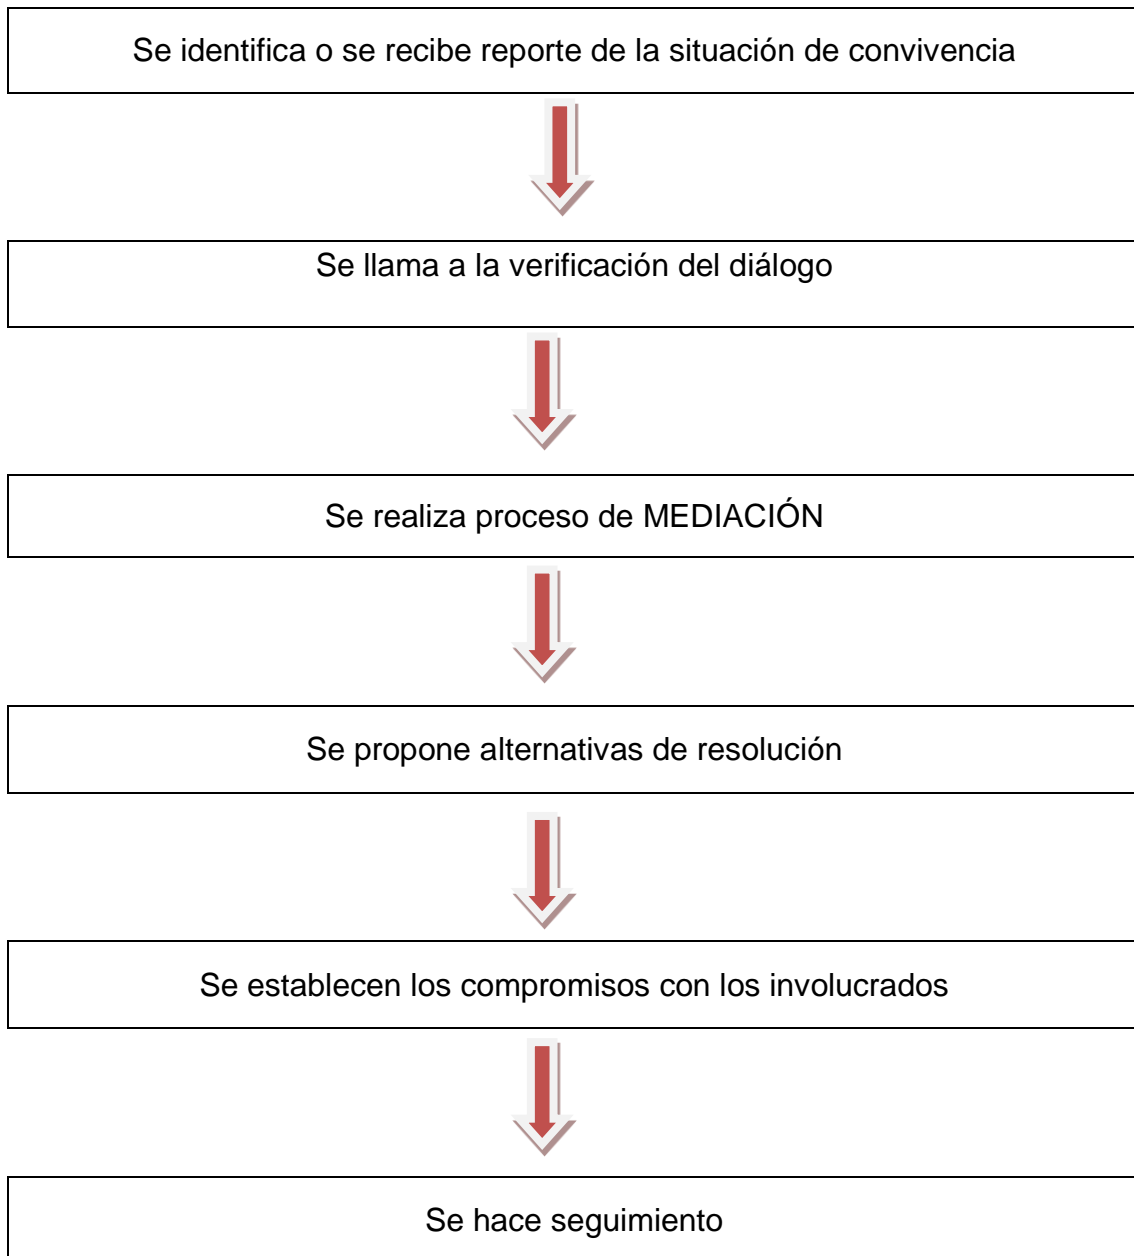 Se identifica o se recibe reporte de la situación de convivencia
Se llama a la verificación del diálogo
Se realiza proceso de MEDIACIÓN
Se propone alternativas de resolución
Se establecen los compromisos con los involucrados
Se hace seguimiento